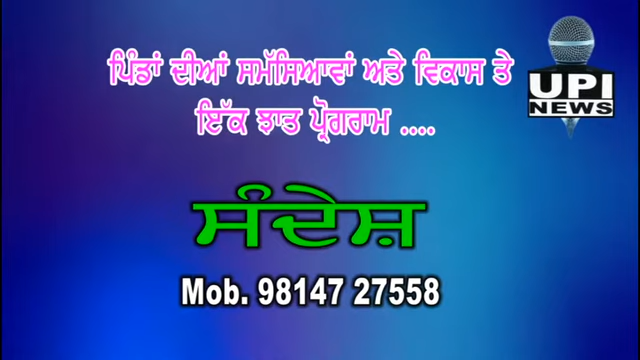 ਪਿੰਡਾਂ ਦੀਆਂ ਸਮੱਸਿਆਵਾਂ ਅਤੇ ਵਿਕਾਸ ਤੇ
ਇੱਕ ਝਾਤ ਪ੍ਰੋਗਰਾਮ ....
UPI
NEWS
ਸੰਦੇਸ਼
Mob. 98147 27558